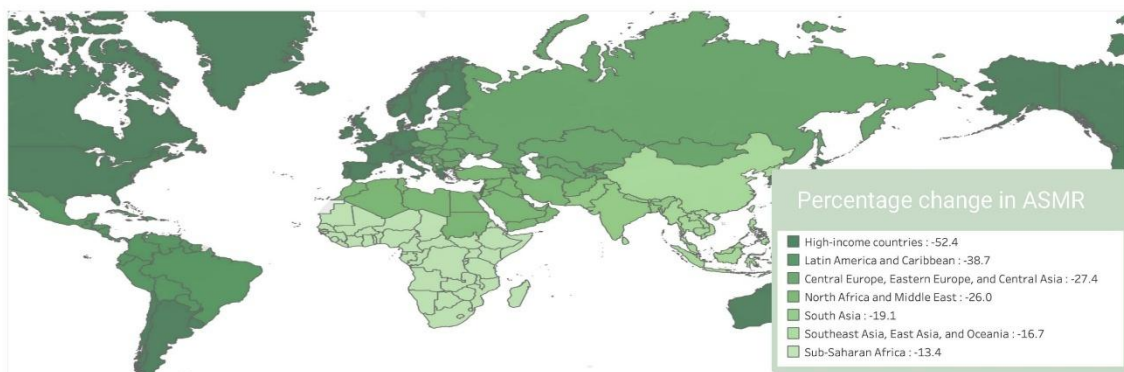 Percentage change in ASMR
High-income countries : -52.4
Latin America and Caribbean : -38.7
Central Europe, Eastern Europe, and Central Asia : -27.4
North Africa and Middle East : -26.0
South Asia : -19.1
Southeast Asia, East Asia, and Oceania : -16.7
Sub-Saharan Africa : -13.4